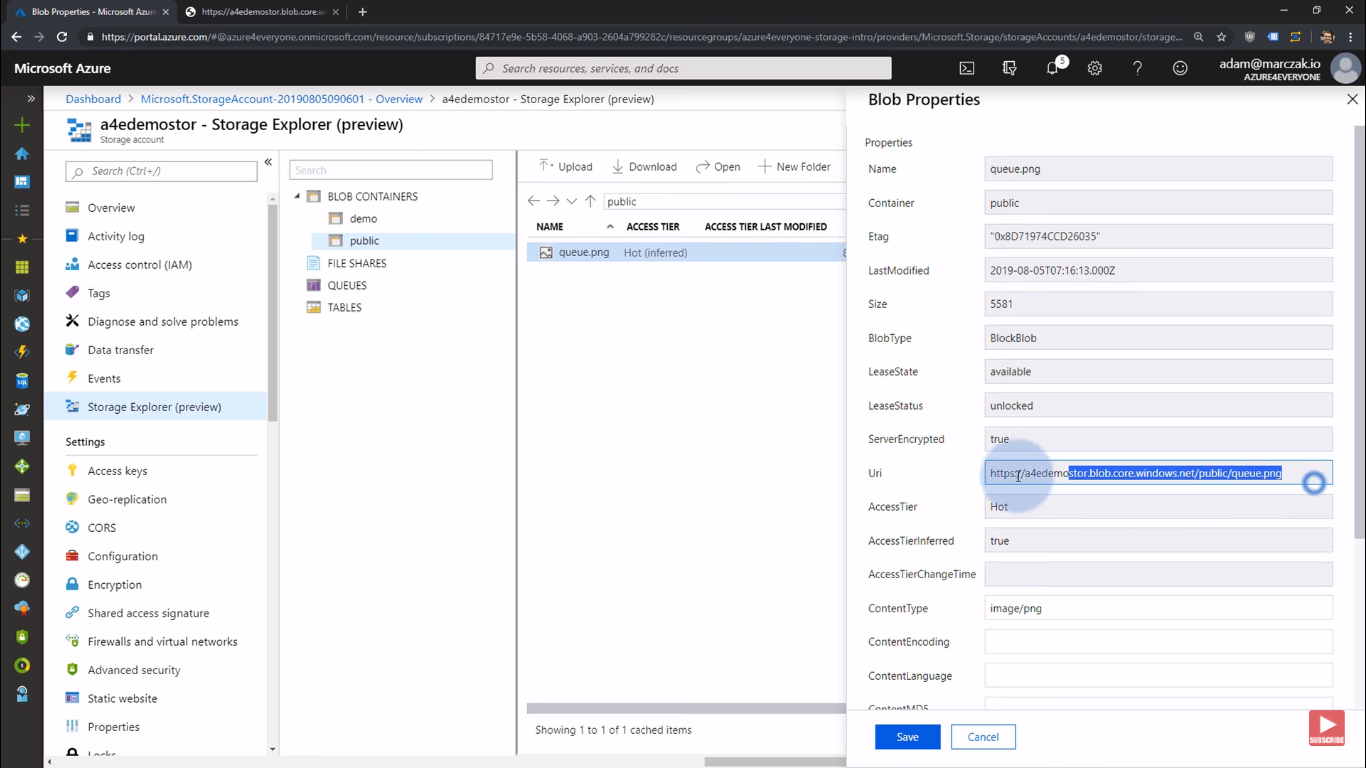 Blob Properties - Microsoft Azur
https://a4edemostor.blob.core.w
https://portal.azure.com/#@azure4everyone.onmicrosoft.com/resource/subscriptions/84717e9e-5b58-4068-a903-2604a799282c/resourcegroups/azure4everyone-storage-intro/providers/Microsoft.Storage/storageAccounts/a4edemostor/storage...
Microsoft Azure
Search resources, services, and docs
5
adam@marczak.io
AZURE4EVERYONE
Dashboard > Microsoft.StorageAccount-20190805090601 - Overview > a4edemostor - Storage Explorer (preview)
a4edemostor - Storage Explorer (preview)
Storage account
Search (Ctrl+/)
Overview
Activity log
Access control (IAM)
Tags
Diagnose and solve problems
Data transfer
Events
Storage Explorer (preview)
Settings
Access keys
Geo-replication
CORS
Configuration
Encryption
Shared access signature
Firewalls and virtual networks
Advanced security
Static website
Properties
Locks
Search
BLOB CONTAINERS
demo
public
FILE SHARES
QUEUES
TABLES
Upload Download Open New Folder
public
NAME ACCESS TIER ACCESS TIER LAST MODIFIED
queue.png Hot (inferred) 8
Showing 1 to 1 of 1 cached items
Blob Properties
Properties
Name queue.png
Container public
Etag "0x8D71974CCD26035"
LastModified 2019-08-05T07:16:13.000Z
Size 5581
BlobType BlockBlob
LeaseState available
LeaseStatus unlocked
ServerEncrypted true
Uri https://a4edemostor.blob.core.windows.net/public/queue.png
AccessTier Hot
AccessTierInferred true
AccessTierChangeTime
ContentType image/png
ContentEncoding
ContentLanguage
ContentMD5
Save Cancel
SUBSCRIBE